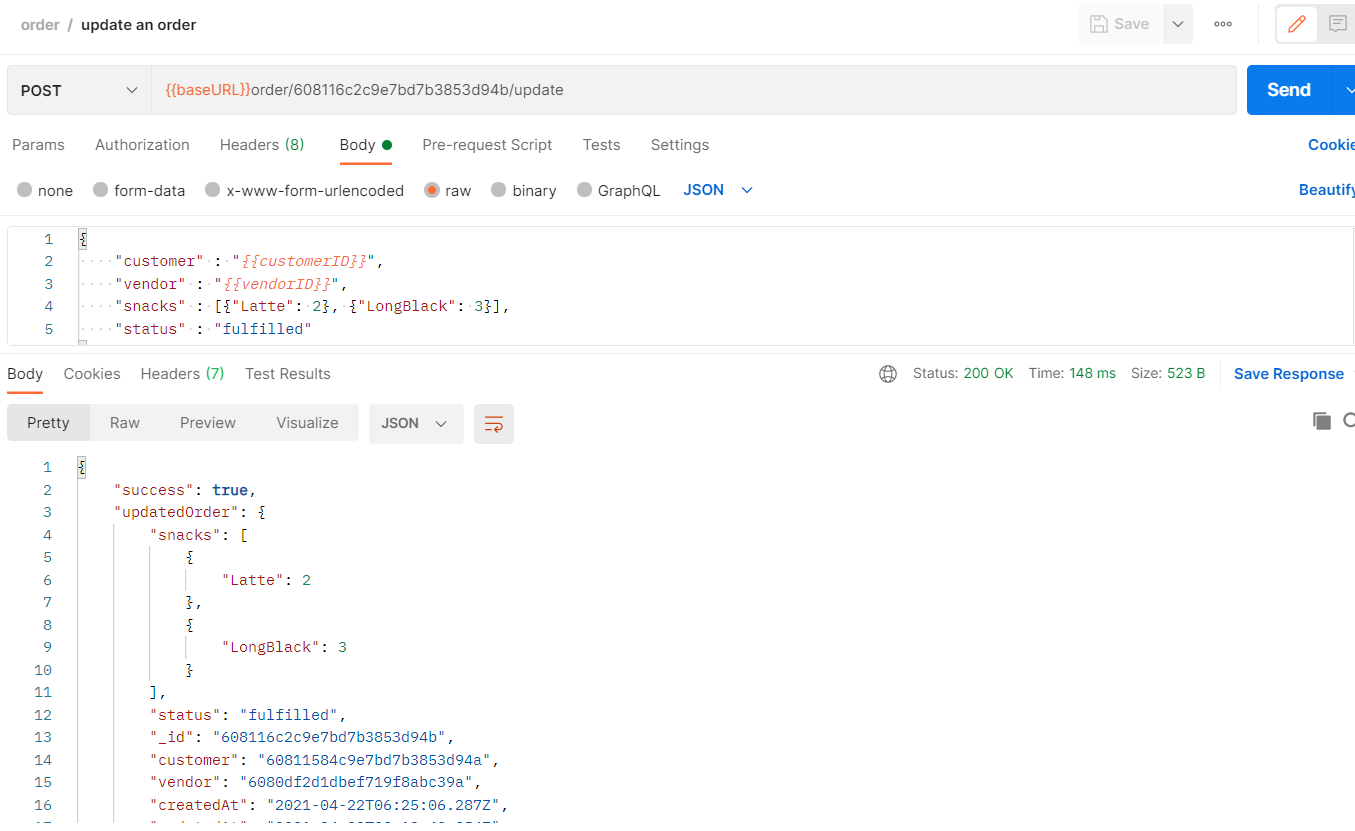 order / update an order
Save
POST
{{baseURL}}order/608116c2c9e7bd7b3853d94b/update
Send
Params Authorization Headers (8) Body Pre-request Script Tests Settings
Cookie
none form-data x-www-form-urlencoded raw binary GraphQL JSON
Beautify
1 {
2 "customer" : "{{customerID}}",
3 "vendor" : "{{vendorID}}",
4 "snacks" : [{"Latte": 2}, {"LongBlack": 3}],
5 "status" : "fulfilled"
Body Cookies Headers (7) Test Results
Status: 200 OK Time: 148 ms Size: 523 B Save Response
Pretty Raw Preview Visualize JSON
1 {
2 "success": true,
3 "updatedOrder": {
4 "snacks": [
5 {
6 "Latte": 2
7 },
8 {
9 "LongBlack": 3
10 }
11 ],
12 "status": "fulfilled",
13 "_id": "608116c2c9e7bd7b3853d94b",
14 "customer": "60811584c9e7bd7b3853d94a",
15 "vendor": "6080df2d1dbef719f8abc39a",
16 "createdAt": "2021-04-22T06:25:06.287Z",